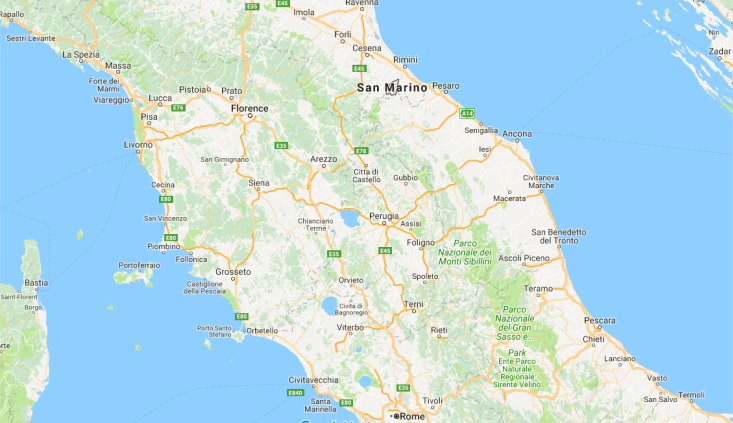 Rapallo
Sestri Levante
La Spezia
Massa
Forte dei
Marmi
Viareggio
Pistoia
Prato
Lucca
E76
Pisa
Livorno
Florence
E35
E45
Imola
E45
Ravenna
Forlì
Cesena
Rimini
E45
San Marino
Pesaro
A14
Senigallia
Ancona
Iesi
Nin
Zadar
San Gimignano
Arezzo
E78
Città di
Castello
Gubbio
Cecina
E80
Siena
San Vincenzo
Chianciano
Terme
Perugia
Assisi
Macerata
Civitanova
Marche
E80
Piombino
Follonica
Portoferraio
E35
E45
Foligno
Parco
Nazionale dei
Monti Sibillini
San Benedetto
del Tronto
Ascoli Piceno
Bastia
Saint-Florent
Borgo
Grosseto
Castiglione
della Pescaia
Orvieto
Spoleto
Teramo
Civita di
Bagnoregio
Terni
Parco
Nazionale
del Gran
Sasso e...
Pescara
Chieti
E80
Porto Santo
Stefano
Orbetello
Viterbo
Rieti
Park
Ente Parco
Naturale
Regionale
Sirente Velino
Lanciano
Vasto
San Salvo
Termoli
Civitavecchia
E840
Santa
Marinella
E80
E35
Tivoli
Rome